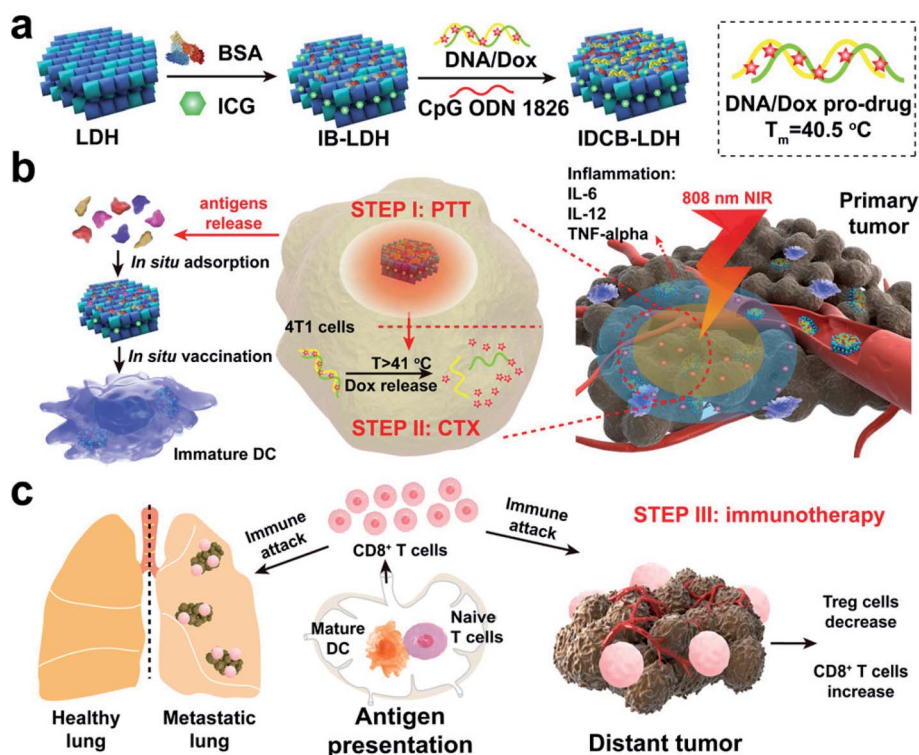 a
BSA
ICG
LDH
IB-LDH
DNA/Dox
CpG ODN 1826
IDCB-LDH
DNA/Dox pro-drug
Tm=40.5 °C
b
antigens
release
In situ adsorption
In situ vaccination
Immature DC
STEP I: PTT
4T1 cells
T>41 °C
Dox release
STEP II: CTX
Inflammation:
IL-6
IL-12
TNF-alpha
808 nm NIR
Primary
tumor
c
Immune
attack
CD8+ T cells
Immune
attack
STEP III: immunotherapy
Mature
DC
Naive
T cells
Treg cells
decrease
CD8+ T cells
increase
Healthy
lung
Metastatic
lung
Antigen
presentation
Distant tumor